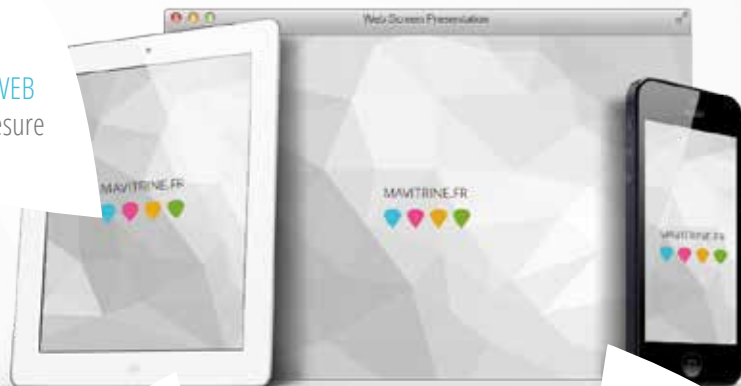 Web Screen Presentation
WEB
esure
MAVITRINE.FR
MAVITRINE.FR
MAVITRINE.FR